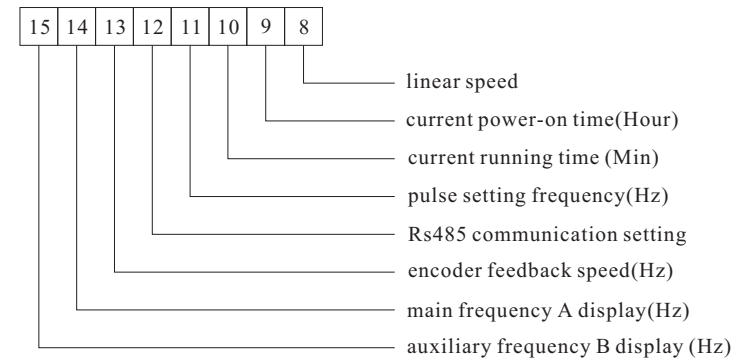 15 14 13 12 11 10 9 8
linear speed
current power-on time(Hour)
current running time (Min)
pulse setting frequency(Hz)
Rs485 communication setting
encoder feedback speed(Hz)
main frequency A display(Hz)
auxiliary frequency B display (Hz)